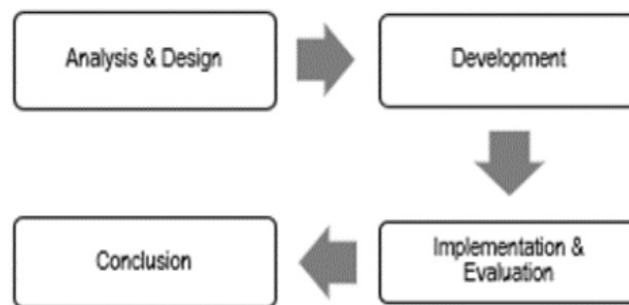 Analysis & Design
Development
Implementation &
Evaluation
Conclusion